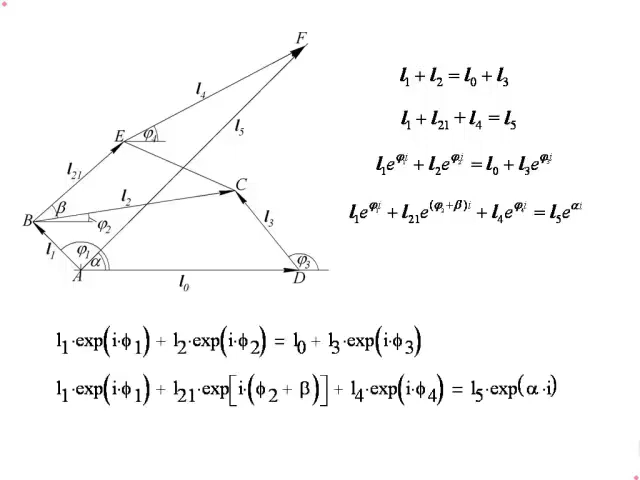 F
l₄
l₅
E φ₄
l₂₁
l₂ C
β
B φ₂ l₃
l₁ φ₁ α φ₃
A D
l₀
l₁ + l₂ = l₀ + l₃
l₁ + l₂₁ + l₄ = l₅
l₁e^(φ₁i) + l₂e^(φ₂i) = l₀ + l₃e^(φ₃i)
l₁e^(φ₁i) + l₂₁e^((φ₂+β)i) + l₄e^(φ₄i) = l₅e^(αi)
l₁·exp(i·ϕ₁) + l₂·exp(i·ϕ₂) = l₀ + l₃·exp(i·ϕ₃)
l₁·exp(i·ϕ₁) + l₂₁·exp[i·(ϕ₂ + β)] + l₄·exp(i·ϕ₄) = l₅·exp(α·i)